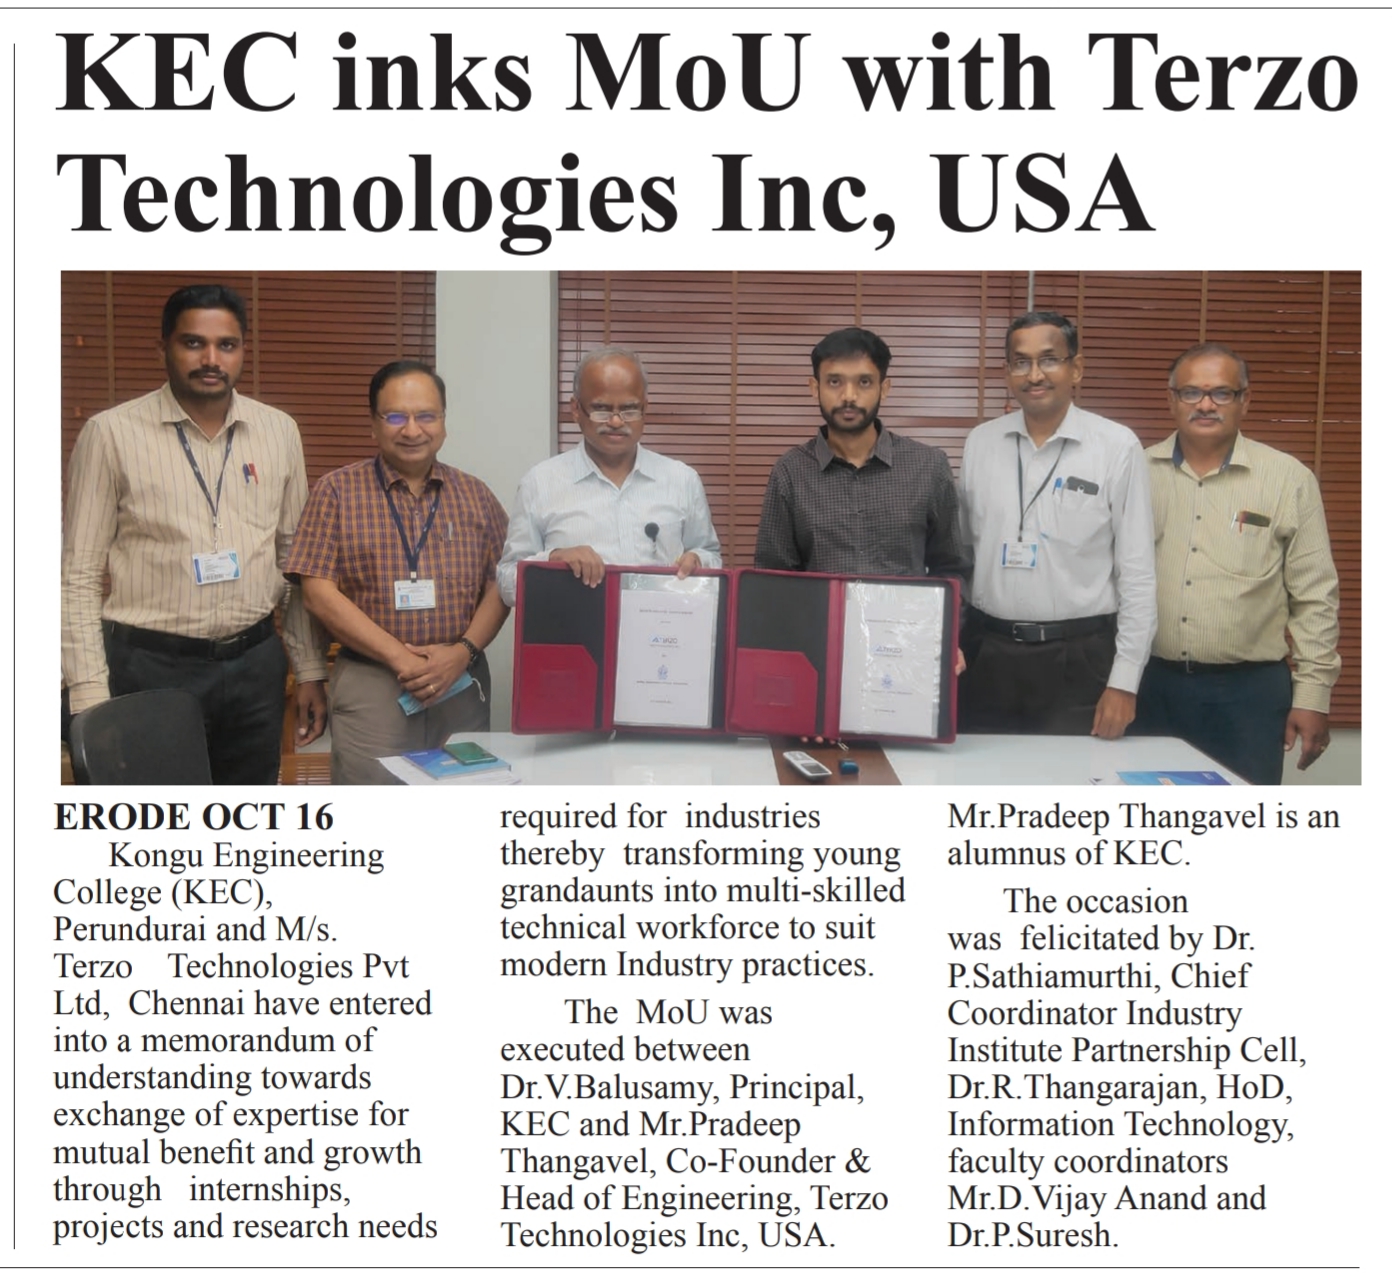 KEC inks MoU with Terzo
Technologies Inc, USA
ERODE OCT 16
Kongu Engineering
College (KEC),
Perundurai and M/s.
Terzo Technologies Pvt
Ltd, Chennai have entered
into a memorandum of
understanding towards
exchange of expertise for
mutual benefit and growth
through internships,
projects and research needs
required for industries
thereby transforming young
grandaunts into multi-skilled
technical workforce to suit
modern Industry practices.
The MoU was
executed between
Dr.V.Balusamy, Principal,
KEC and Mr.Pradeep
Thangavel, Co-Founder &
Head of Engineering, Terzo
Technologies Inc, USA.
Mr.Pradeep Thangavel is an
alumnus of KEC.
The occasion
was felicitated by Dr.
P.Sathiamurthi, Chief
Coordinator Industry
Institute Partnership Cell,
Dr.R.Thangarajan, HoD,
Information Technology,
faculty coordinators
Mr.D.Vijay Anand and
Dr.P.Suresh.